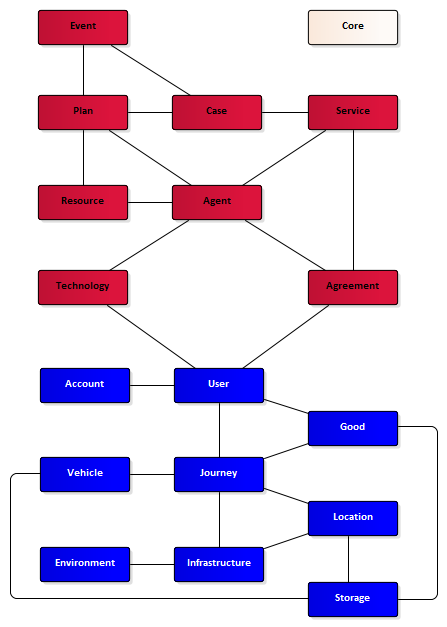 Event
Core
Plan
Case
Service
Resource
Agent
Technology
Agreement
Account
User
Good
Vehicle
Journey
Location
Environment
Infrastructure
Storage